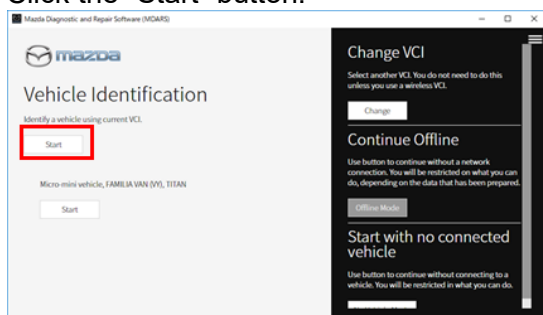 Click the "Start" button.
Mazda Diagnostic and Repair Software (MDARS)
mazda
Vehicle Identification
Identify a vehicle using current VCI.
Start
Micro-mini vehicle, FAMILIA VAN (VY), TITAN
Start
Change VCI
Select another VCI. You do not need to do this
unless you use a wireless VCI.
Change
Continue Offline
Use button to continue without a network
connection. You will be restricted on what you can
do, depending on the data that has been prepared.
Offline Mode
Start with no connected
vehicle
Use button to continue without connecting to a
vehicle. You will be restricted in what you can do.